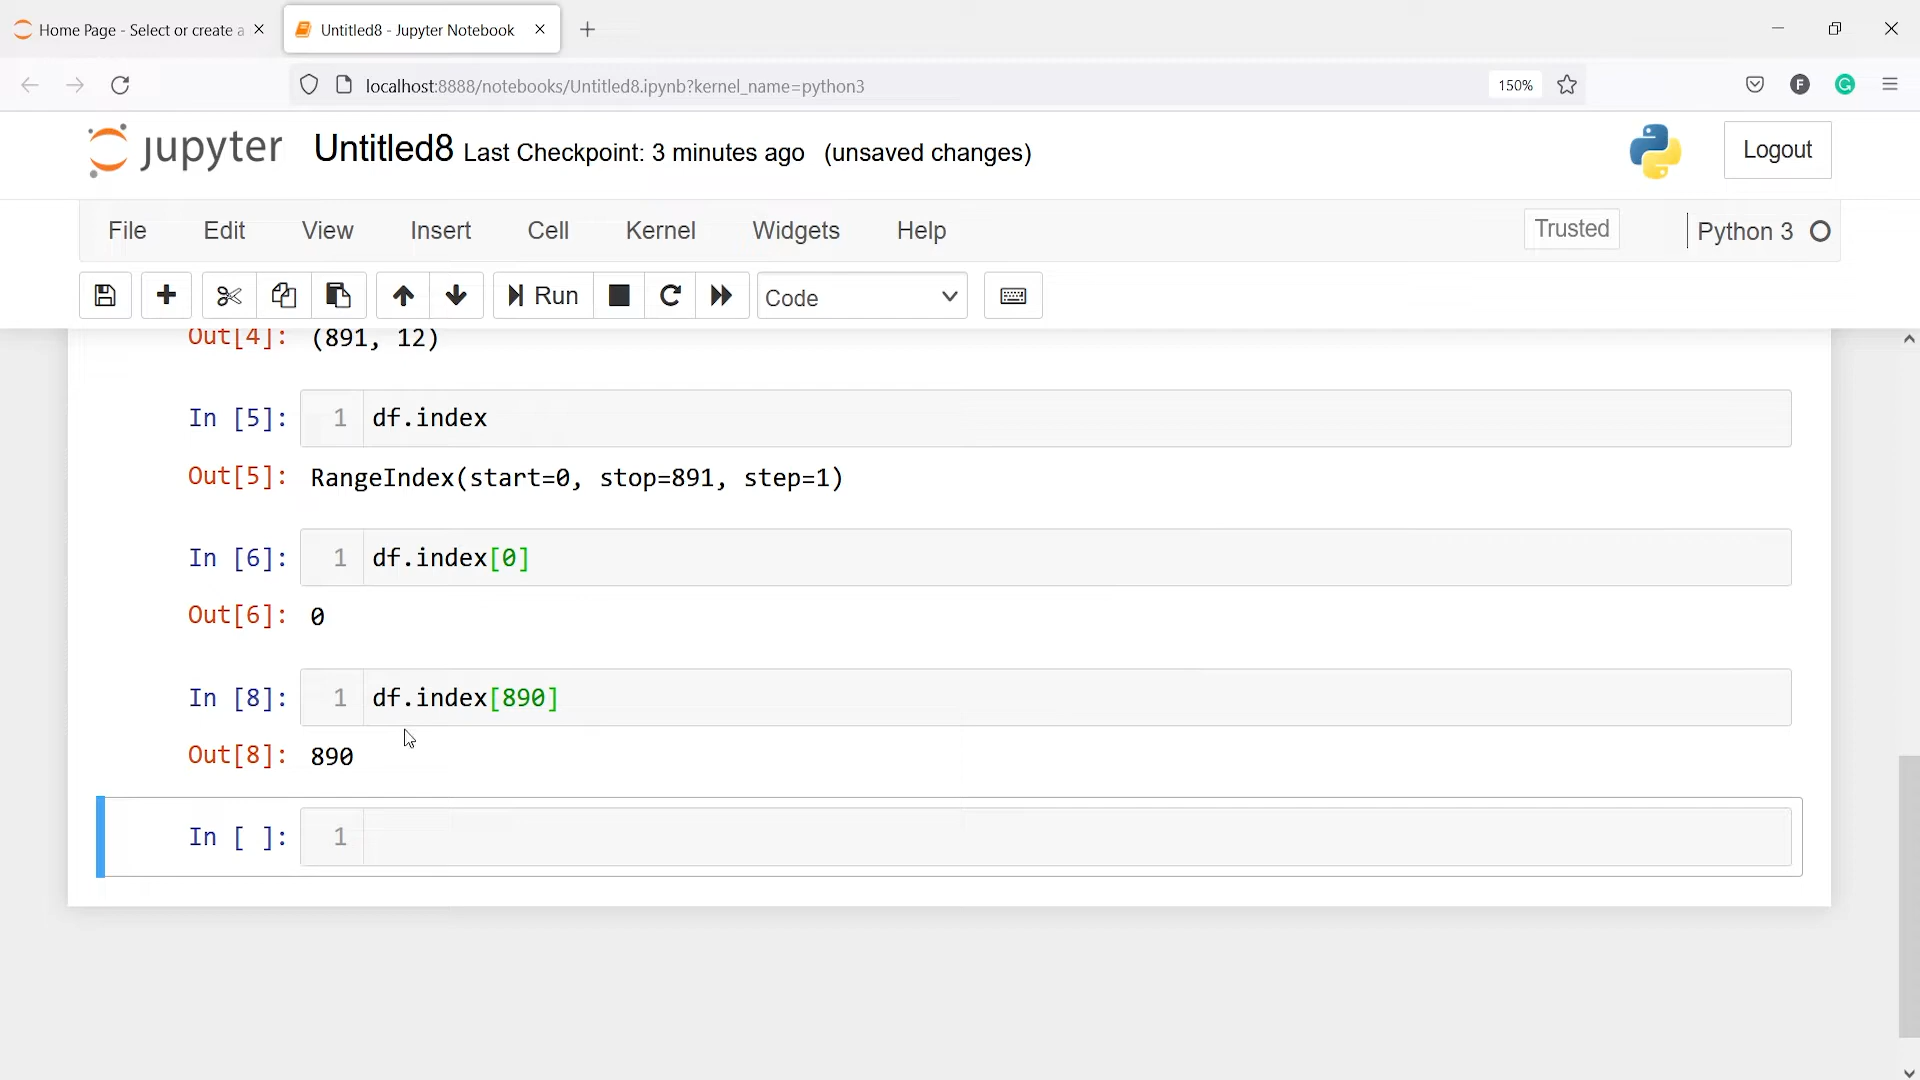 Home Page - Select or create a
Untitled8 - Jupyter Notebook
localhost:8888/notebooks/Untitled8.ipynb?kernel_name=python3
150%
F
G
jupyter Untitled8 Last Checkpoint: 3 minutes ago (unsaved changes)
Logout
File Edit View Insert Cell Kernel Widgets Help
Trusted
Python 3
Run
Code
Out[4]: (891, 12)
In [5]: 1 df.index
Out[5]: RangeIndex(start=0, stop=891, step=1)
In [6]: 1 df.index[0]
Out[6]: 0
In [8]: 1 df.index[890]
Out[8]: 890
In [ ]: 1